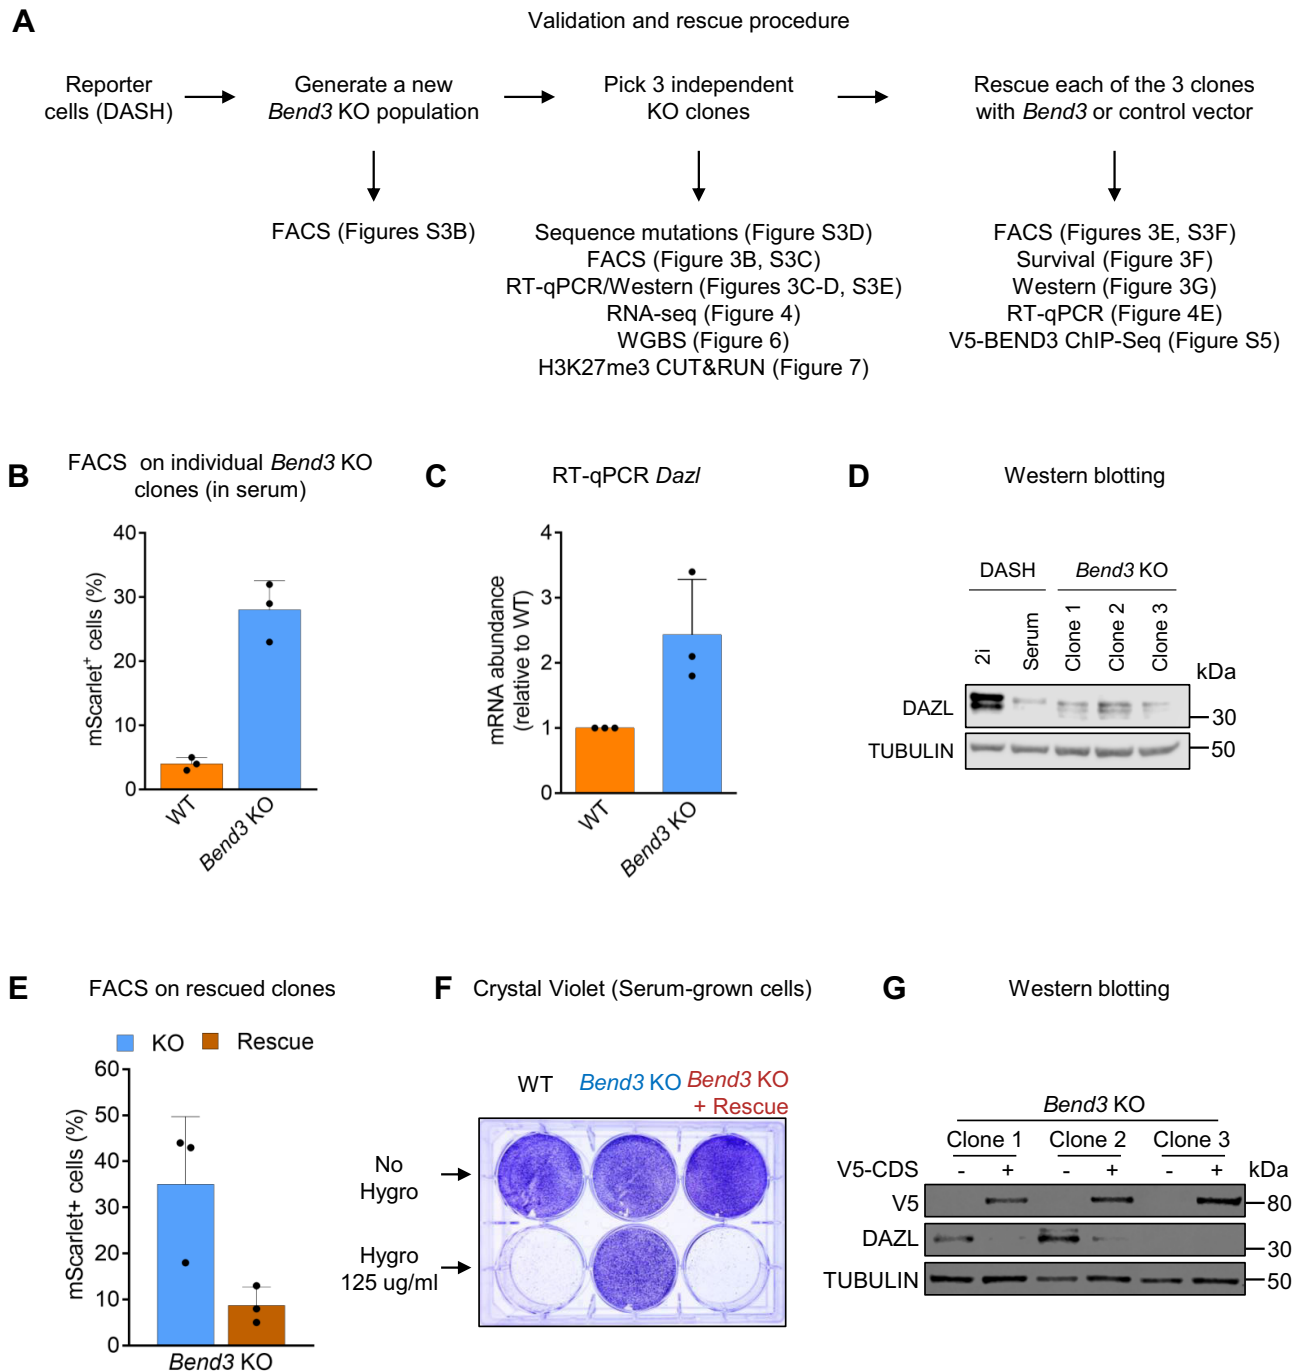 A
Validation and rescue procedure
Reporter
cells (DASH)
Generate a new
Bend3 KO population
Pick 3 independent
KO clones
Rescue each of the 3 clones
with Bend3 or control vector
FACS (Figures S3B)
Sequence mutations (Figure S3D)
FACS (Figure 3B, S3C)
RT-qPCR/Western (Figures 3C-D, S3E)
RNA-seq (Figure 4)
WGBS (Figure 6)
H3K27me3 CUT&RUN (Figure 7)
FACS (Figures 3E, S3F)
Survival (Figure 3F)
Western (Figure 3G)
RT-qPCR (Figure 4E)
V5-BEND3 ChIP-Seq (Figure S5)
B
FACS on individual Bend3 KO
clones (in serum)
mScarlet+ cells (%)
40
30
20
10
0
WT
Bend3 KO
C
RT-qPCR Dazl
mRNA abundance
(relative to WT)
4
3
2
1
0
WT
Bend3 KO
D
Western blotting
DASH
Bend3 KO
2i
Serum
Clone 1
Clone 2
Clone 3
kDa
DAZL
30
TUBULIN
50
E
FACS on rescued clones
KO
Rescue
mScarlet+ cells (%)
60
50
40
30
20
10
0
Bend3 KO
F
Crystal Violet (Serum-grown cells)
WT
Bend3 KO
Bend3 KO
+ Rescue
No
Hygro
Hygro
125 ug/ml
G
Western blotting
Bend3 KO
Clone 1
Clone 2
Clone 3
V5-CDS
- + - + - +
kDa
V5
80
DAZL
30
TUBULIN
50